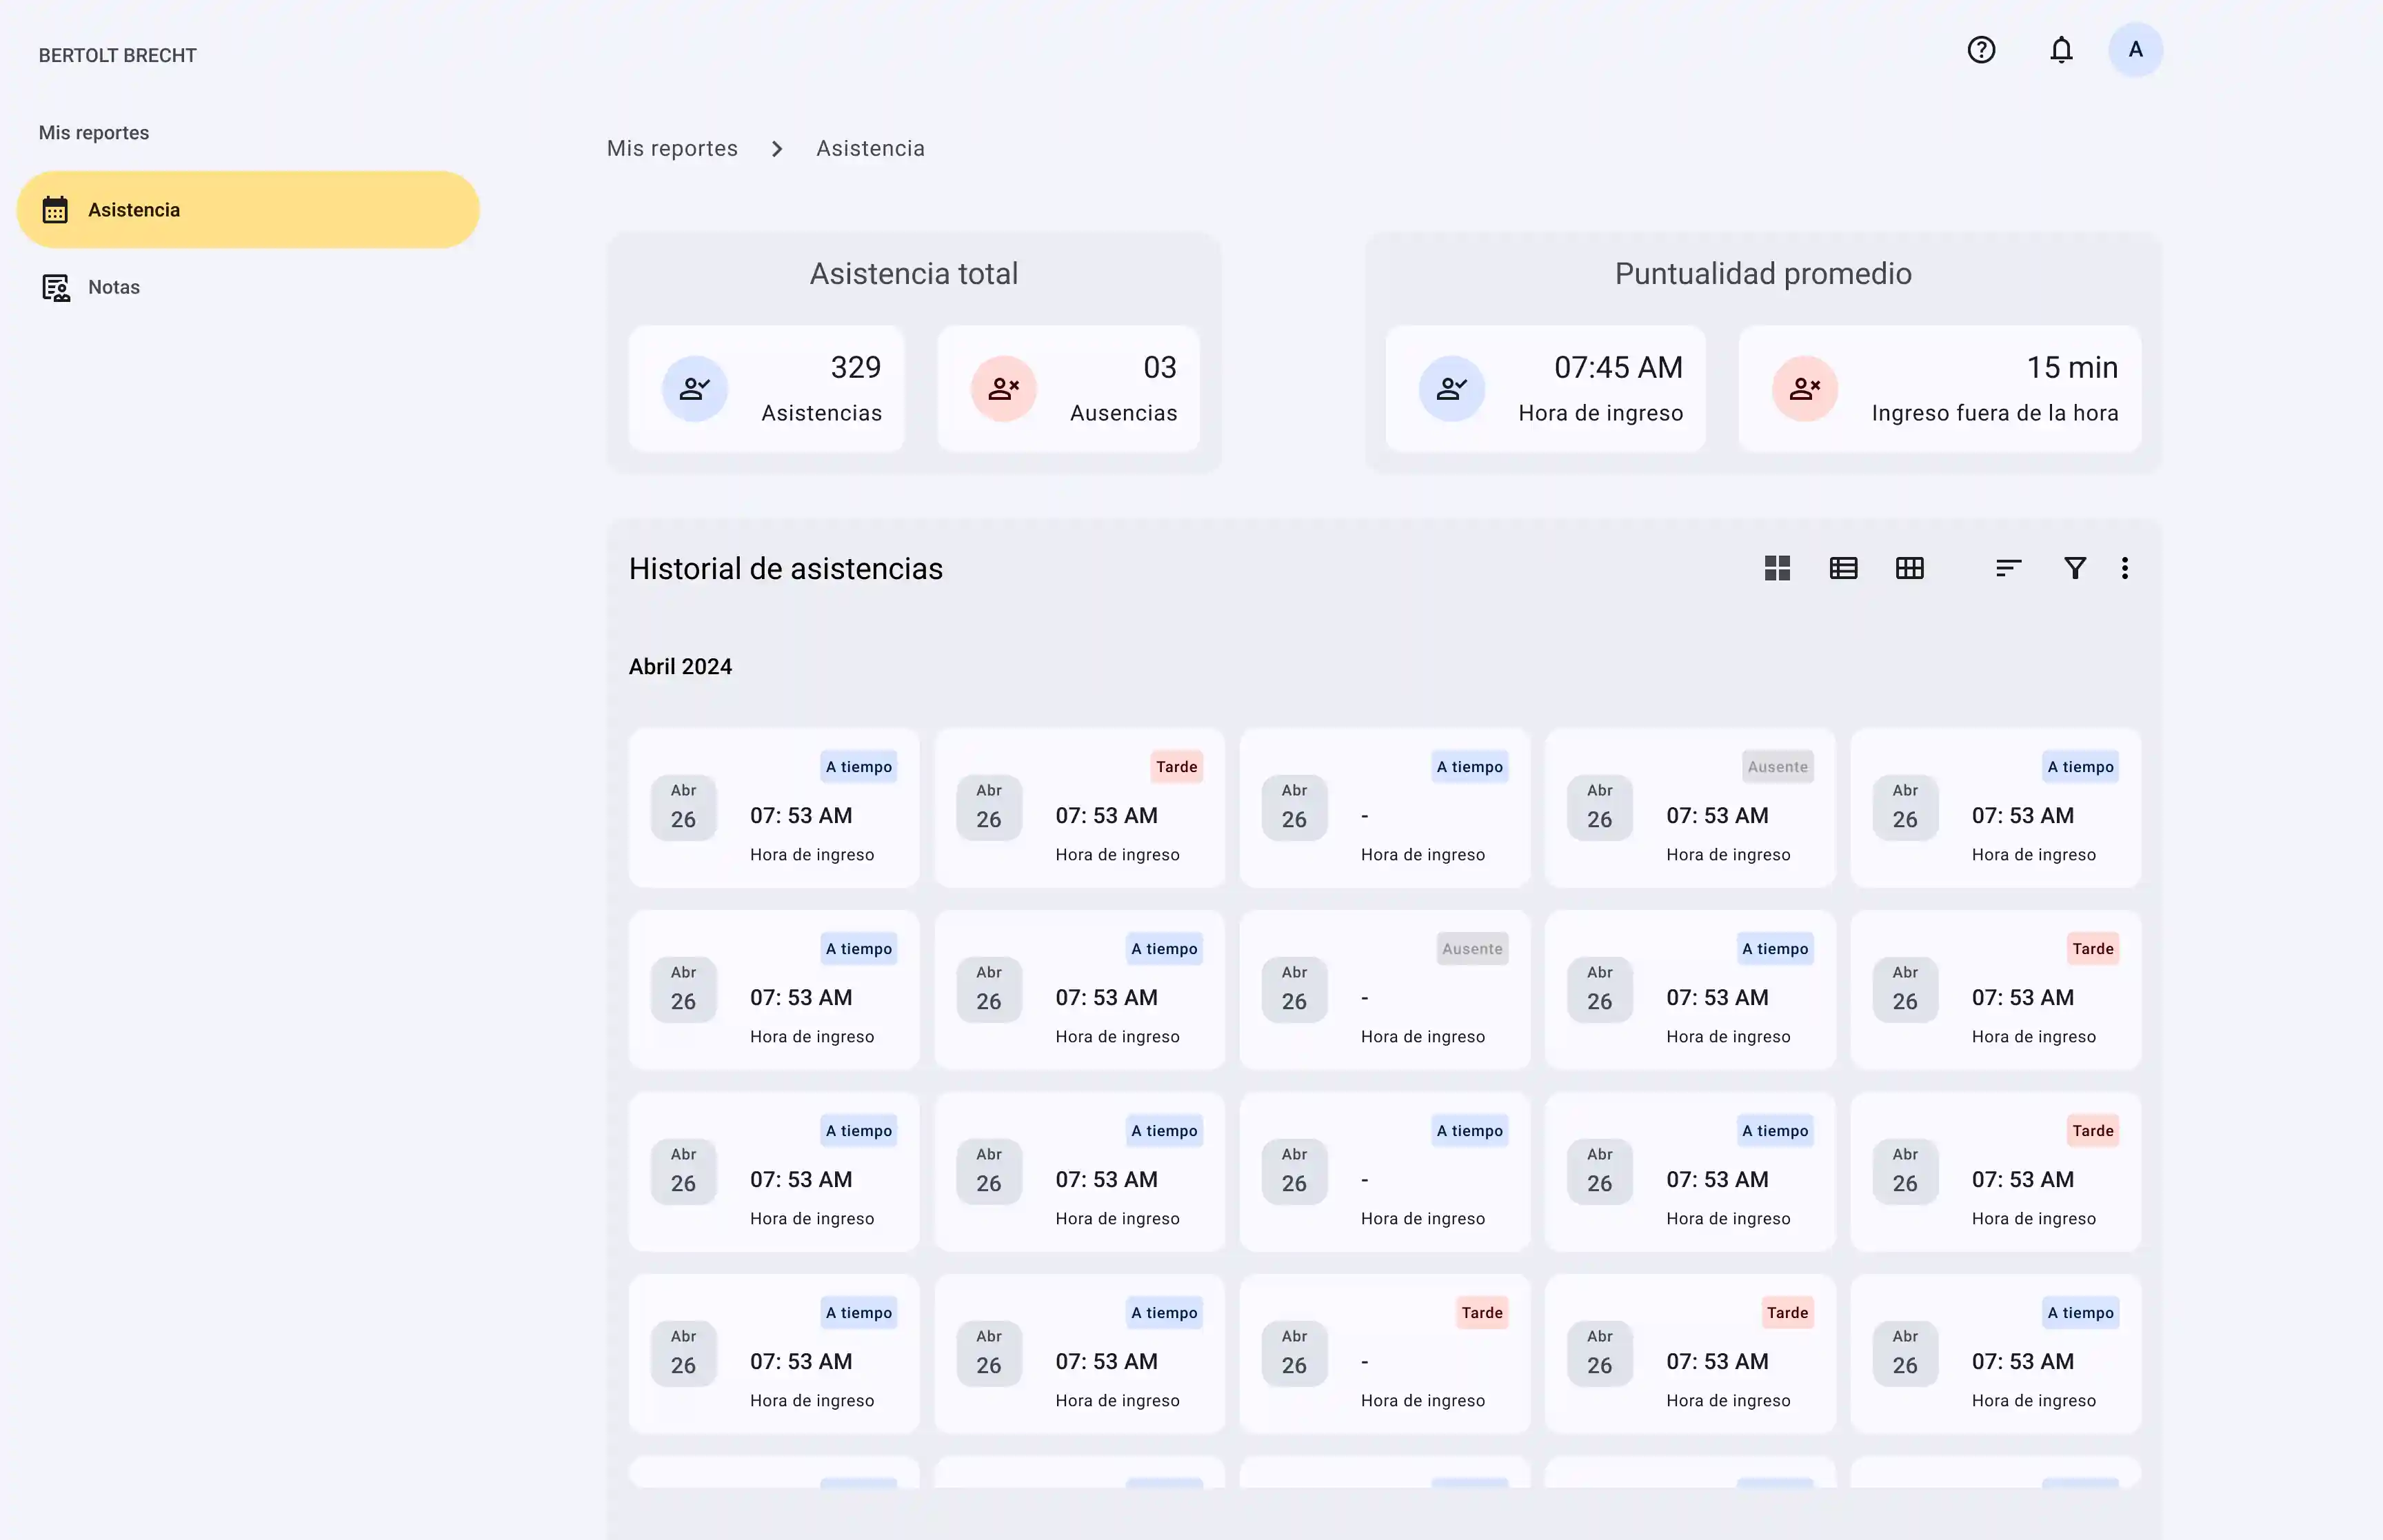 BERTOLT BRECHT
A
Mis reportes
Asistencia
Notas
Mis reportes > Asistencia
Asistencia total
329
Asistencias
03
Ausencias
Puntualidad promedio
07:45 AM
Hora de ingreso
15 min
Ingreso fuera de la hora
Historial de asistencias
Abril 2024
A tiempo
Abr
26
07: 53 AM
Hora de ingreso
Tarde
Abr
26
07: 53 AM
Hora de ingreso
A tiempo
Abr
26
-
Hora de ingreso
Ausente
Abr
26
07: 53 AM
Hora de ingreso
A tiempo
Abr
26
07: 53 AM
Hora de ingreso
A tiempo
Abr
26
07: 53 AM
Hora de ingreso
A tiempo
Abr
26
07: 53 AM
Hora de ingreso
Ausente
Abr
26
-
Hora de ingreso
A tiempo
Abr
26
07: 53 AM
Hora de ingreso
Tarde
Abr
26
07: 53 AM
Hora de ingreso
A tiempo
Abr
26
07: 53 AM
Hora de ingreso
A tiempo
Abr
26
07: 53 AM
Hora de ingreso
A tiempo
Abr
26
-
Hora de ingreso
A tiempo
Abr
26
07: 53 AM
Hora de ingreso
Tarde
Abr
26
07: 53 AM
Hora de ingreso
A tiempo
Abr
26
07: 53 AM
Hora de ingreso
A tiempo
Abr
26
07: 53 AM
Hora de ingreso
Tarde
Abr
26
-
Hora de ingreso
Tarde
Abr
26
07: 53 AM
Hora de ingreso
A tiempo
Abr
26
07: 53 AM
Hora de ingreso